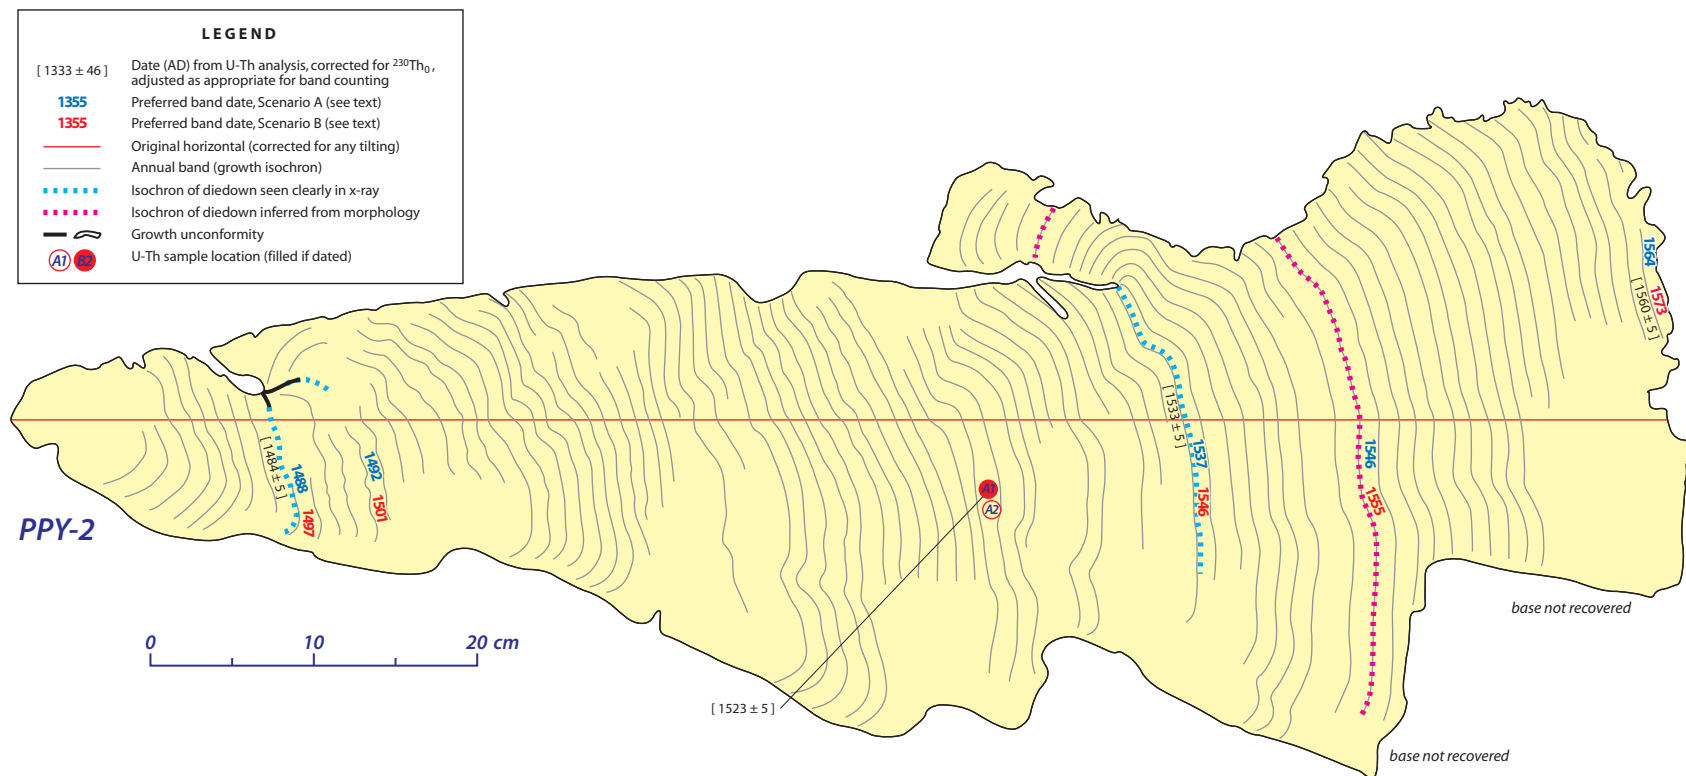 LEGEND
[ 1333 ± 46 ] Date (AD) from U-Th analysis, corrected for ²³⁰Th₀,
adjusted as appropriate for band counting
1355 Preferred band date, Scenario A (see text)
1355 Preferred band date, Scenario B (see text)
Original horizontal (corrected for any tilting)
Annual band (growth isochron)
Isochron of diedown seen clearly in x-ray
Isochron of diedown inferred from morphology
Growth unconformity
A1 B2 U-Th sample location (filled if dated)
1564
1573
[ 1560 ± 5 ]
[ 1533 ± 5 ]
[ 1484 ± 5 ]
1488
1497
1492
1501
1537
1546
1546
1555
A1
A2
PPY-2
0 10 20 cm
[ 1523 ± 5 ]
base not recovered
base not recovered